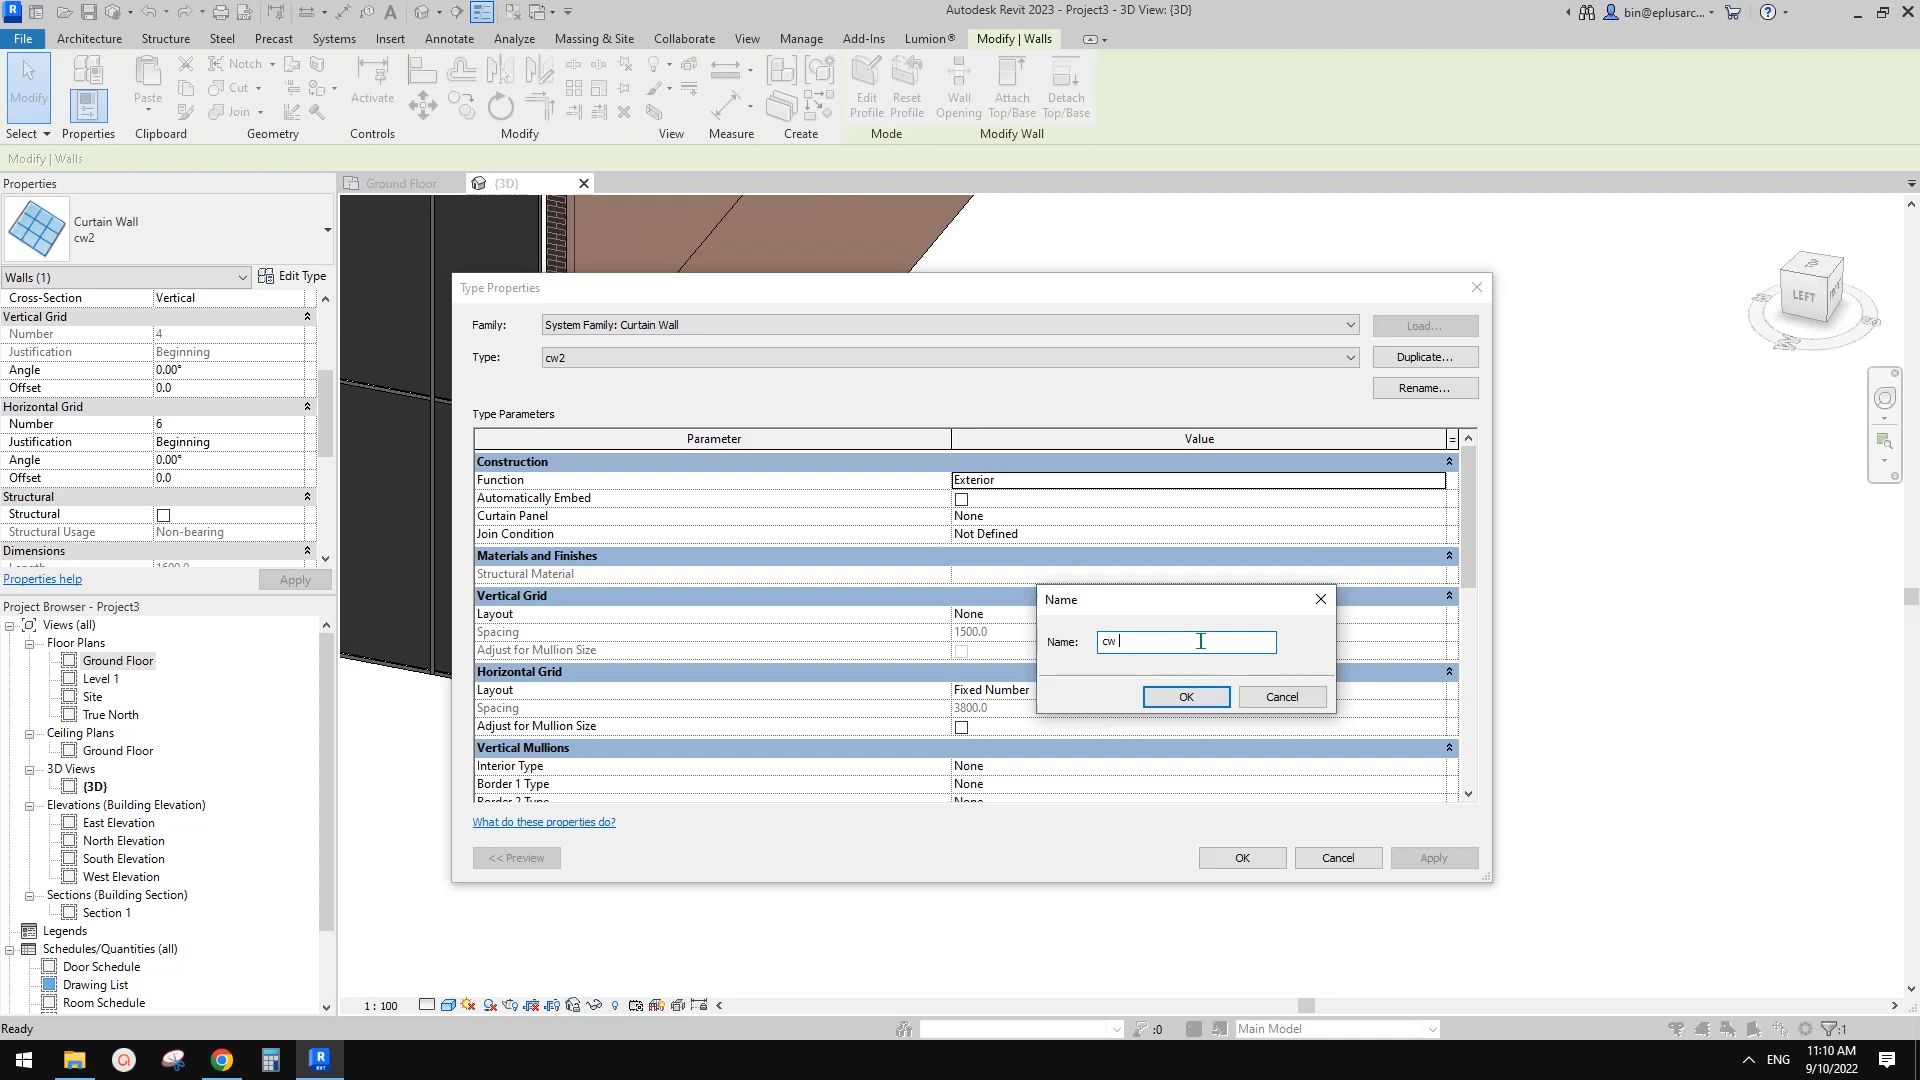 Autodesk Revit 2023 - Project3 - 3D View: {3D}
bin@eplusarc...
File Architecture Structure Steel Precast Systems Insert Annotate Analyze Massing & Site Collaborate View Manage Add-Ins Lumion® Modify | Walls
Modify
Paste
Notch
Cut
Join
Activate
Edit Profile
Reset Profile
Wall Opening
Attach Top/Base
Detach Top/Base
Select Properties Clipboard Geometry Controls Modify View Measure Create Mode Modify Wall
Modify | Walls
Properties
Ground Floor
{3D}
Curtain Wall
cw2
Walls (1)
Edit Type
Cross-Section Vertical
Vertical Grid
Number 4
Justification Beginning
Angle 0.00°
Offset 0.0
Horizontal Grid
Number 6
Justification Beginning
Angle 0.00°
Offset 0.0
Structural
Structural
Structural Usage Non-bearing
Dimensions
Properties help
Apply
Project Browser - Project3
Views (all)
Floor Plans
Ground Floor
Level 1
Site
True North
Ceiling Plans
Ground Floor
3D Views
{3D}
Elevations (Building Elevation)
East Elevation
North Elevation
South Elevation
West Elevation
Sections (Building Section)
Section 1
Legends
Schedules/Quantities (all)
Door Schedule
Drawing List
Room Schedule
Type Properties
Family: System Family: Curtain Wall Load...
Type: cw2 Duplicate...
Rename...
Type Parameters
Parameter Value =
Construction
Function Exterior
Automatically Embed
Curtain Panel None
Join Condition Not Defined
Materials and Finishes
Structural Material
Vertical Grid
Layout None
Spacing 1500.0
Adjust for Mullion Size
Horizontal Grid
Layout Fixed Number
Spacing 3800.0
Adjust for Mullion Size
Vertical Mullions
Interior Type None
Border 1 Type None
Border 2 Type None
What do these properties do?
<< Preview OK Cancel Apply
Name
Name: cw
OK Cancel
LEFT
1 : 100
Ready
:0
Main Model
:1
ENG
11:10 AM
9/10/2022